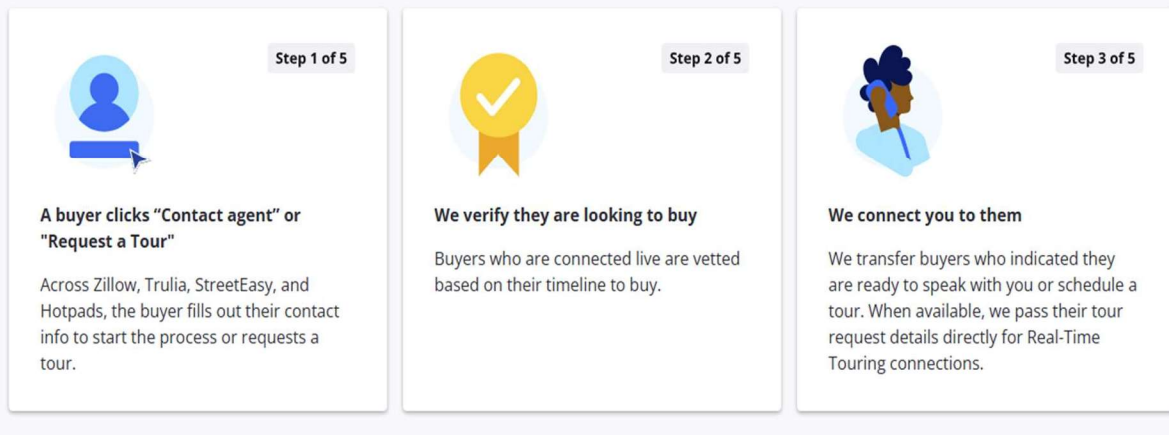 Step 1 of 5
A buyer clicks “Contact agent” or
"Request a Tour"
Across Zillow, Trulia, StreetEasy, and
Hotpads, the buyer fills out their contact
info to start the process or requests a
tour.
Step 2 of 5
We verify they are looking to buy
Buyers who are connected live are vetted
based on their timeline to buy.
Step 3 of 5
We connect you to them
We transfer buyers who indicated they
are ready to speak with you or schedule a
tour. When available, we pass their tour
request details directly for Real-Time
Touring connections.